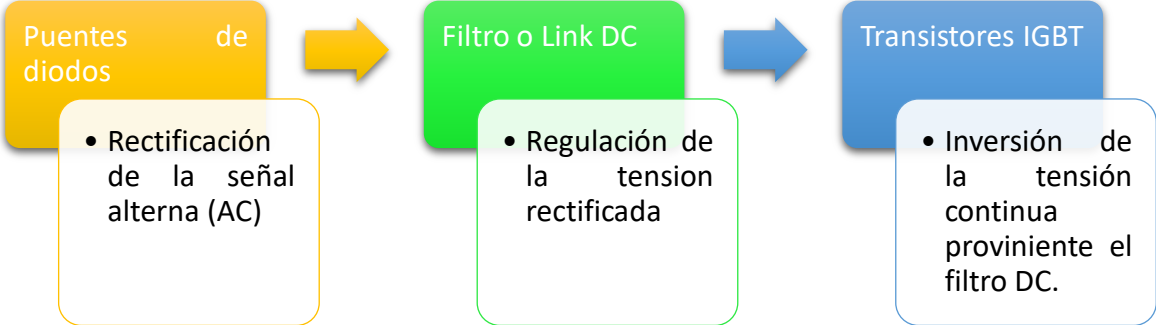 Puentes de
diodos
• Rectificación
de la señal
alterna (AC)
Filtro o Link DC
• Regulación de
la tension
rectificada
Transistores IGBT
• Inversión de
la tensión
continua
proviniente el
filtro DC.